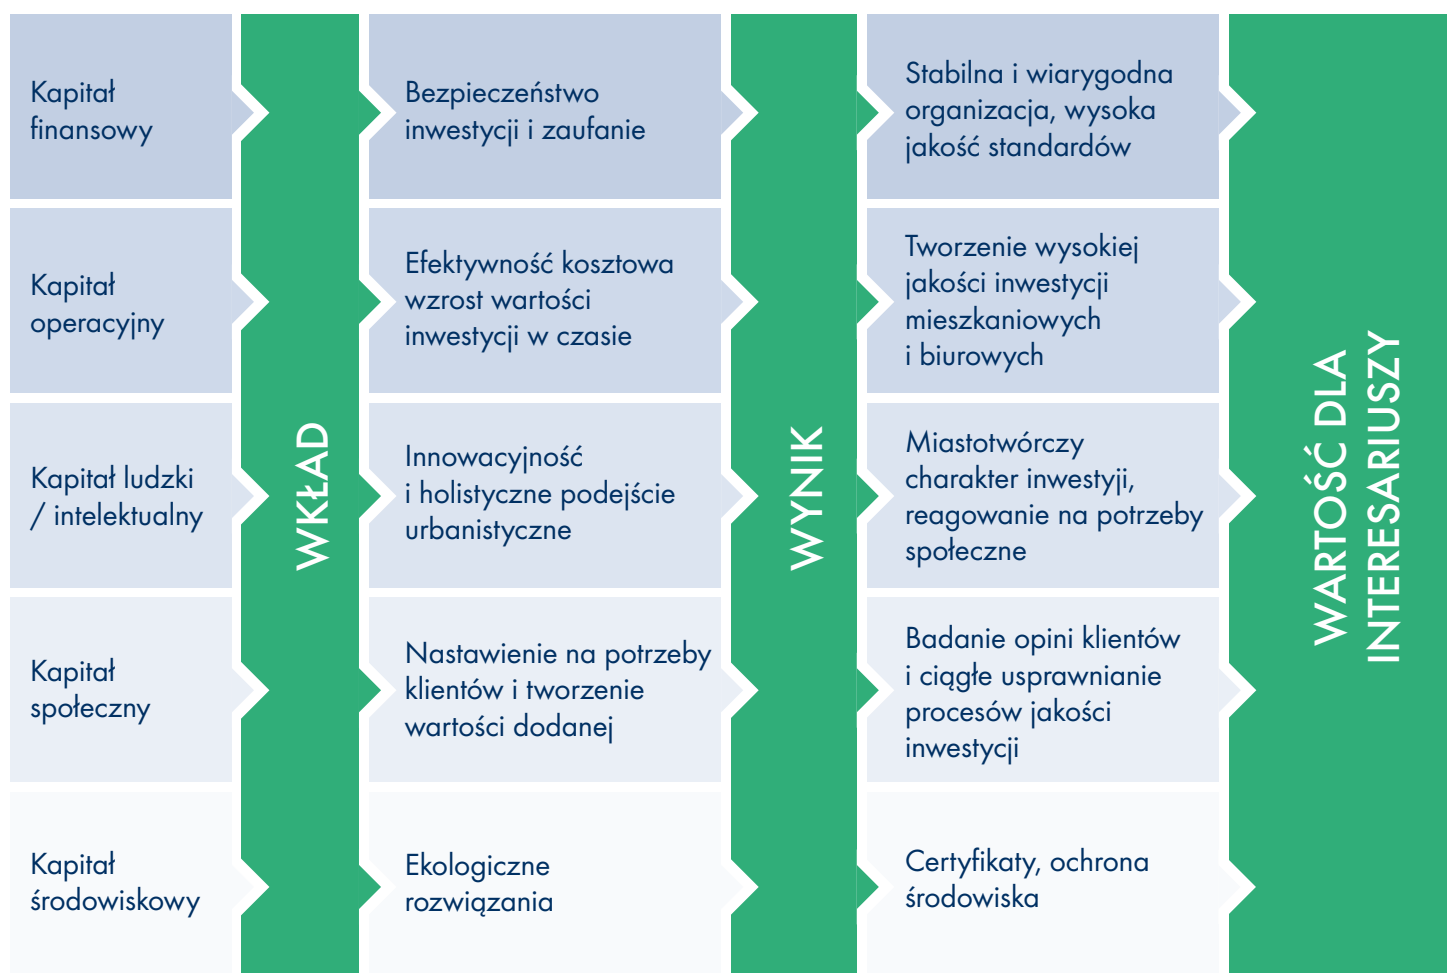 Kapitał
finansowy
Bezpieczeństwo
inwestycji i zaufanie
Stabilna i wiarygodna
organizacja, wysoka
jakość standardów
Kapitał
operacyjny
Efektywność kosztowa
wzrost wartości
inwestycji w czasie
Tworzenie wysokiej
jakości inwestycji
mieszkaniowych
i biurowych
Kapitał ludzki
/ intelektualny
Innowacyjność
i holistyczne podejście
urbanistyczne
Miastotwórczy
charakter inwestyji,
reagowanie na potrzeby
społeczne
Kapitał
społeczny
Nastawienie na potrzeby
klientów i tworzenie
wartości dodanej
Badanie opini klientów
i ciągłe usprawnianie
procesów jakości
inwestycji
Kapitał
środowiskowy
Ekologiczne
rozwiązania
Certyfikaty, ochrona
środowiska
WKŁAD
WYNIK
WARTOŚĆ DLA
INTERESARIUSZY